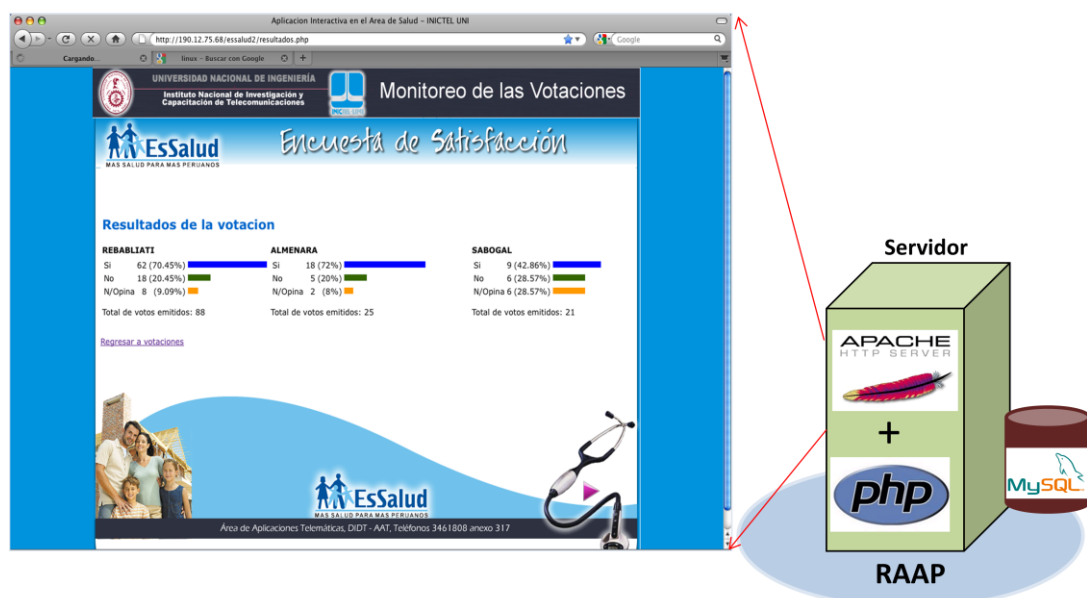 Aplicacion Interactiva en el Area de Salud – INICTEL UNI
http://190.12.75.68/essalud2/resultados.php
Google
Cargando...
linux – Buscar con Google
UNIVERSIDAD NACIONAL DE INGENIERÍA
Instituto Nacional de Investigación y
Capacitación de Telecomunicaciones
INICTEL-UNI
Monitoreo de las Votaciones
EsSalud
MAS SALUD PARA MAS PERUANOS
Encuesta de Satisfacción
Resultados de la votacion
REBABLIATI ALMENARA SABOGAL
Si 62 (70.45%) Si 18 (72%) Si 9 (42.86%)
No 18 (20.45%) No 5 (20%) No 6 (28.57%)
N/Opina 8 (9.09%) N/Opina 2 (8%) N/Opina 6 (28.57%)
Total de votos emitidos: 88 Total de votos emitidos: 25 Total de votos emitidos: 21
Regresar a votaciones
EsSalud
MAS SALUD PARA MAS PERUANOS
Área de Aplicaciones Telemáticas, DIDT - AAT, Teléfonos 3461808 anexo 317
Servidor
APACHE
HTTP SERVER
+
php
MySQL
RAAP